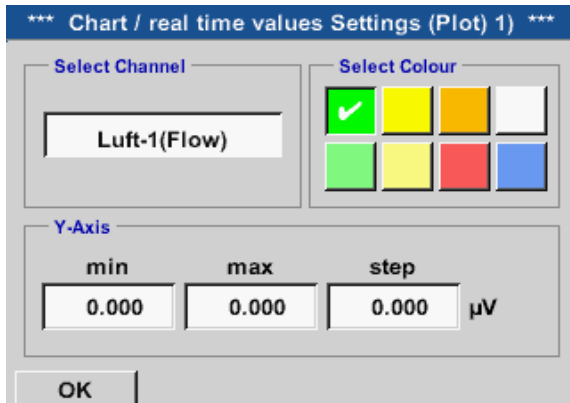 *** Chart / real time values Settings (Plot) 1) ***
Select Channel
Luft-1(Flow)
Select Colour
Y-Axis
min max step
0.000 0.000 0.000 µV
OK